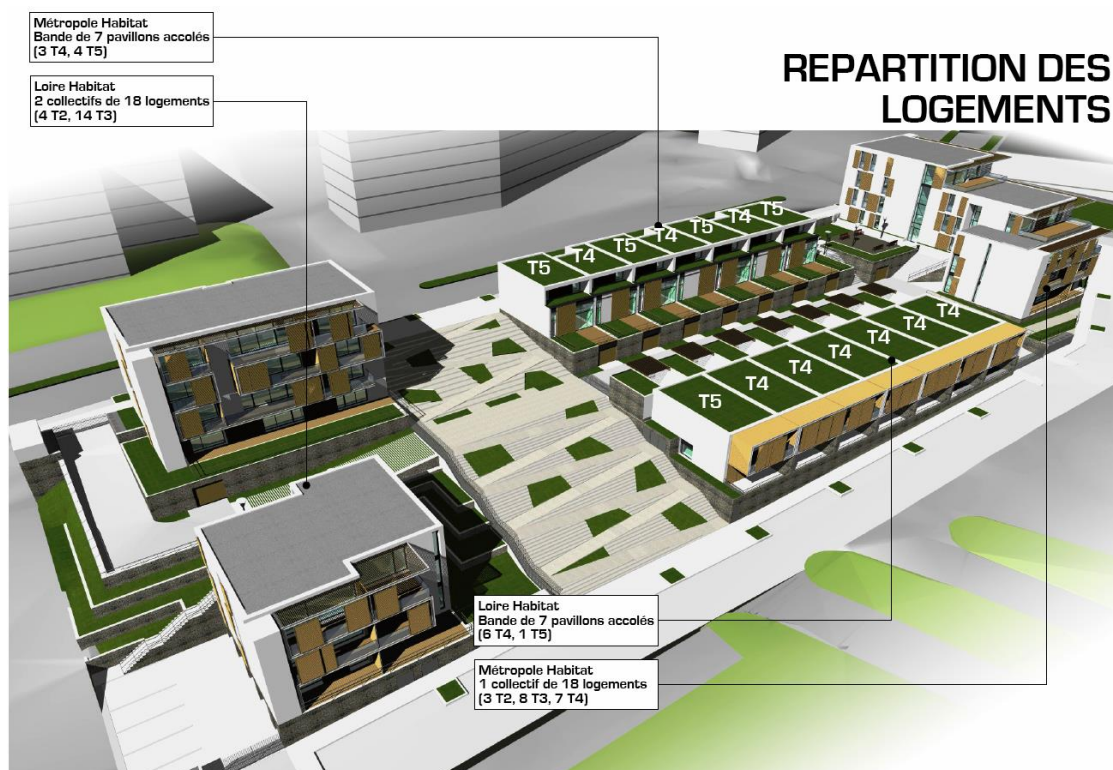 Métropole Habitat
Bande de 7 pavillons accolés
(3 T4, 4 T5)
Loire Habitat
2 collectifs de 18 logements
(4 T2, 14 T3)
REPARTITION DES
LOGEMENTS
T5
T4
T5
T4
T5
T4
T5
T5
T4
T4
T4
T4
T4
T4
Loire Habitat
Bande de 7 pavillons accolés
(6 T4, 1 T5)
Métropole Habitat
1 collectif de 18 logements
(3 T2, 8 T3, 7 T4)